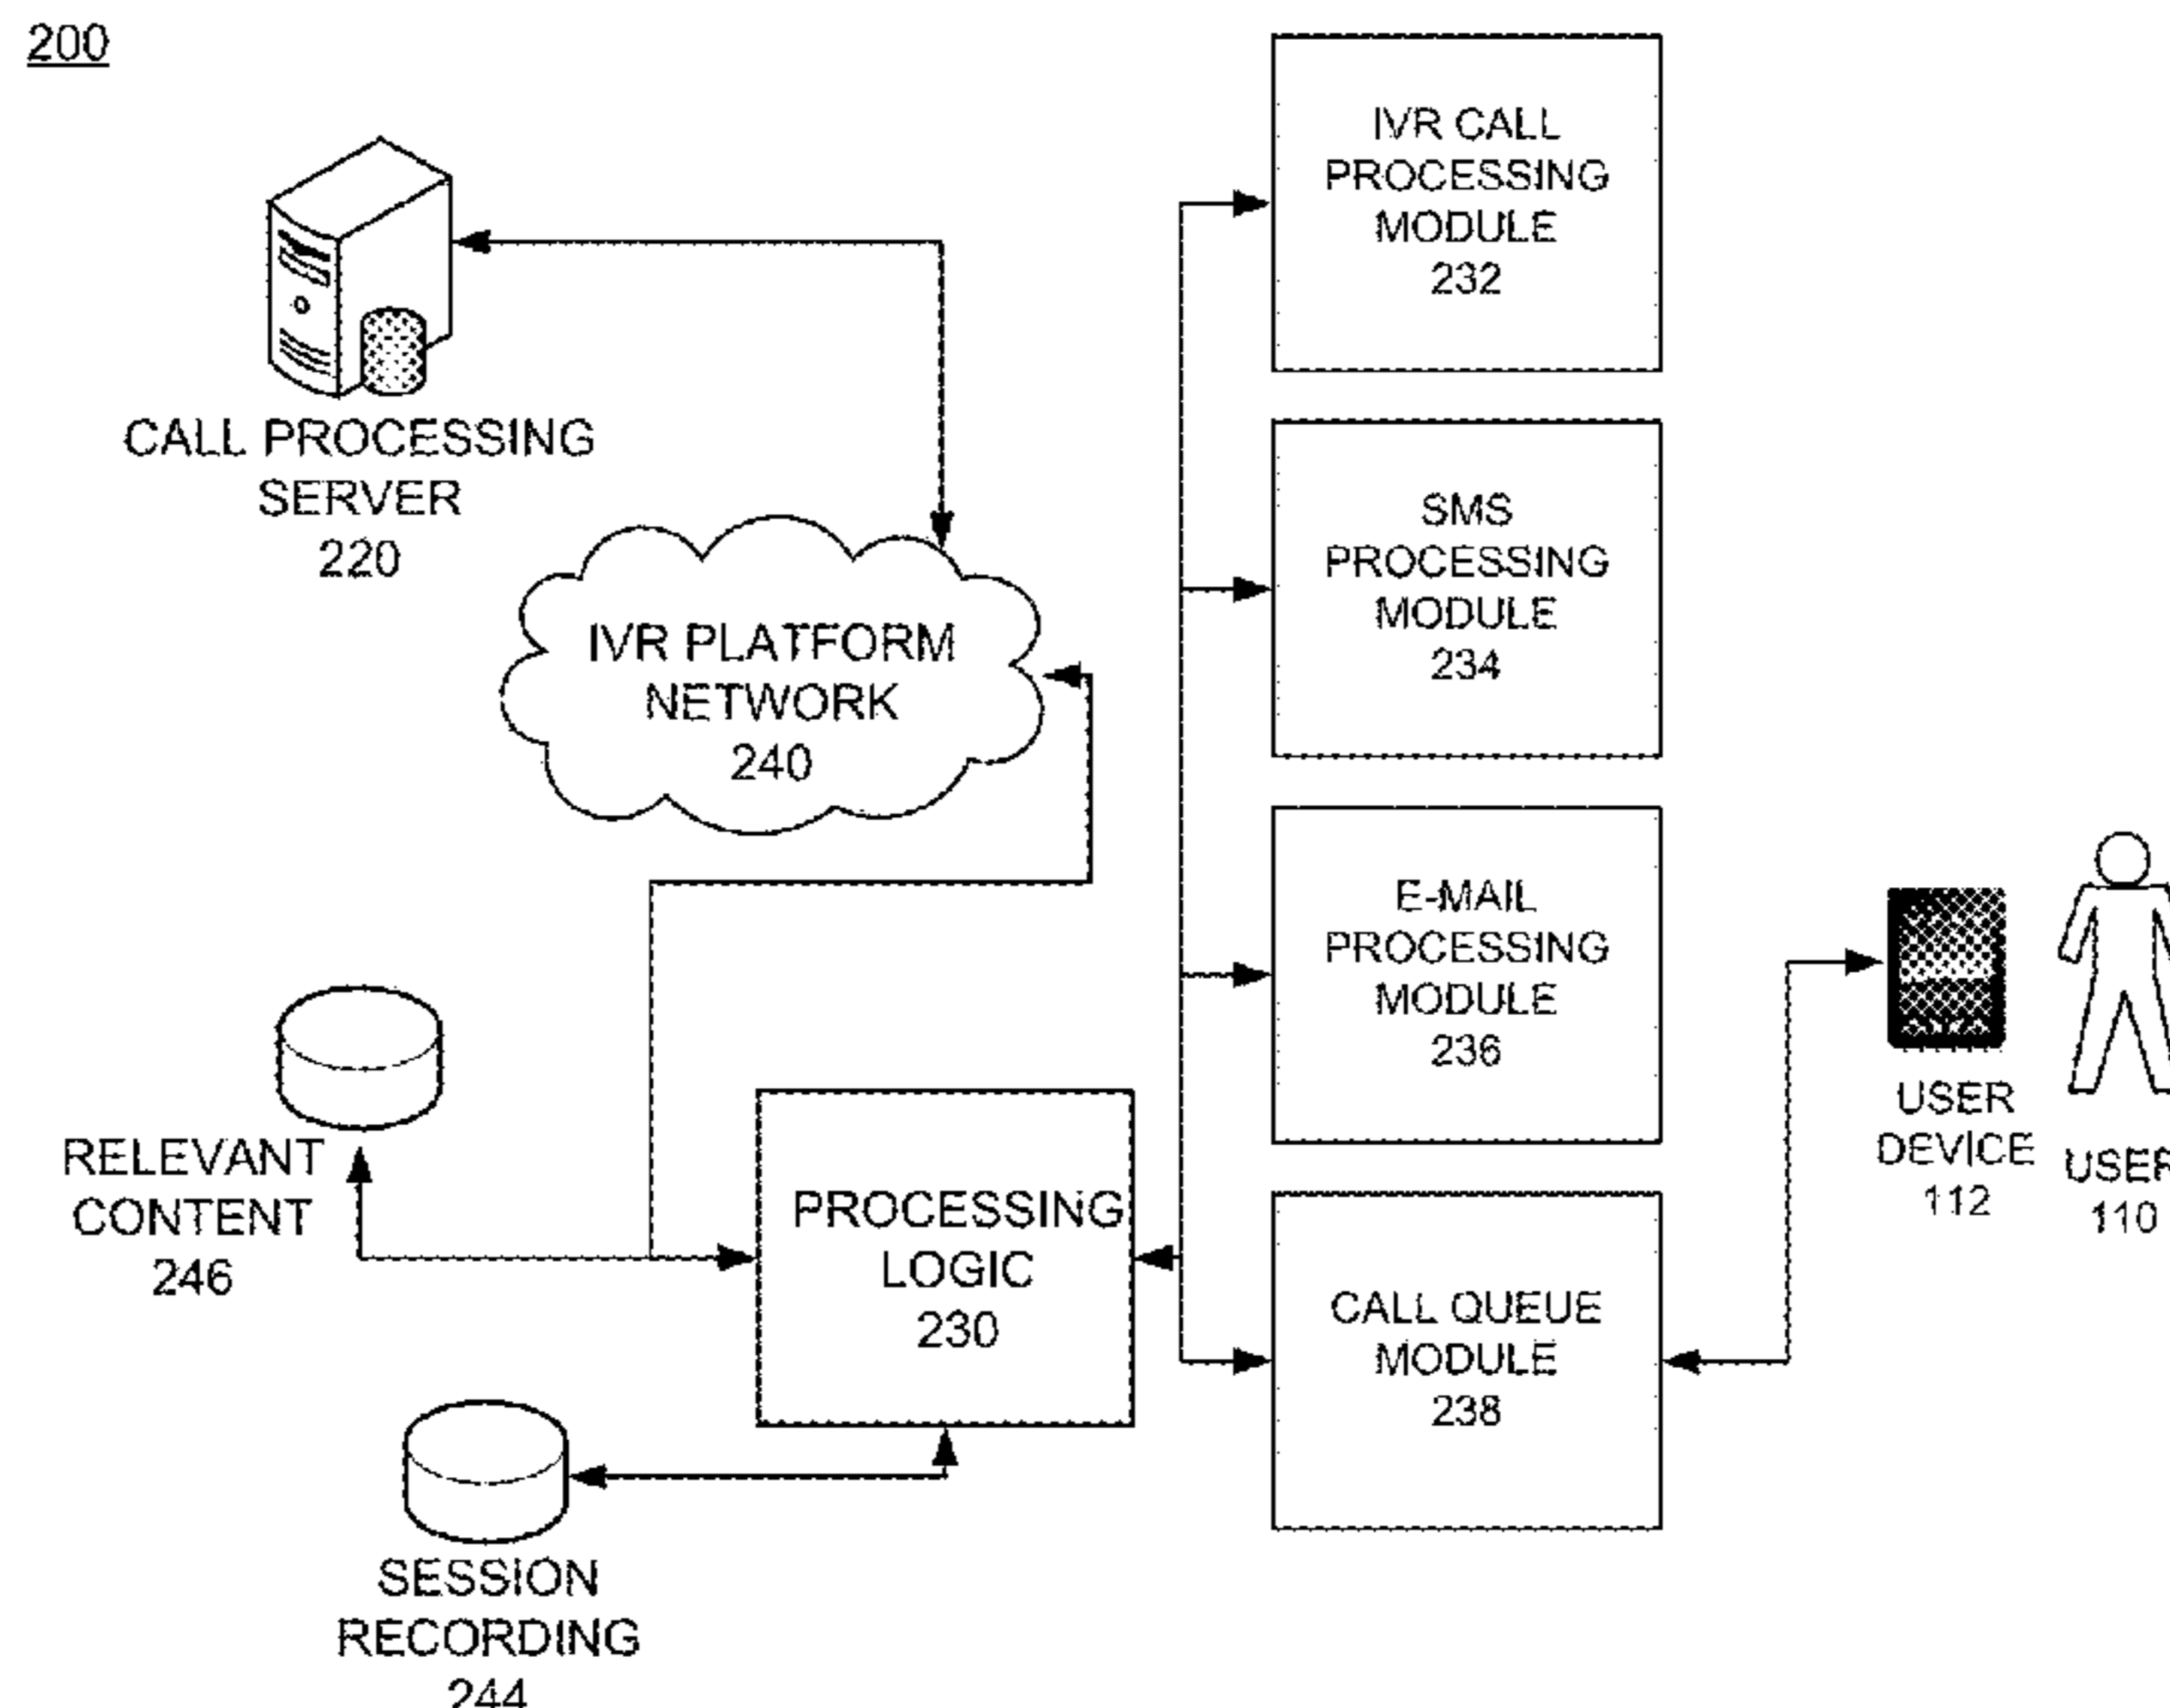 200
CALL PROCESSING
SERVER
220
IVR PLATFORM
NETWORK
240
RELEVANT
CONTENT
246
SESSION
RECORDING
244
PROCESSING
LOGIC
230
IVR CALL
PROCESSING
MODULE
232
SMS
PROCESSING
MODULE
234
E-MAIL
PROCESSING
MODULE
236
CALL QUEUE
MODULE
238
USER
DEVICE
112
USER
110